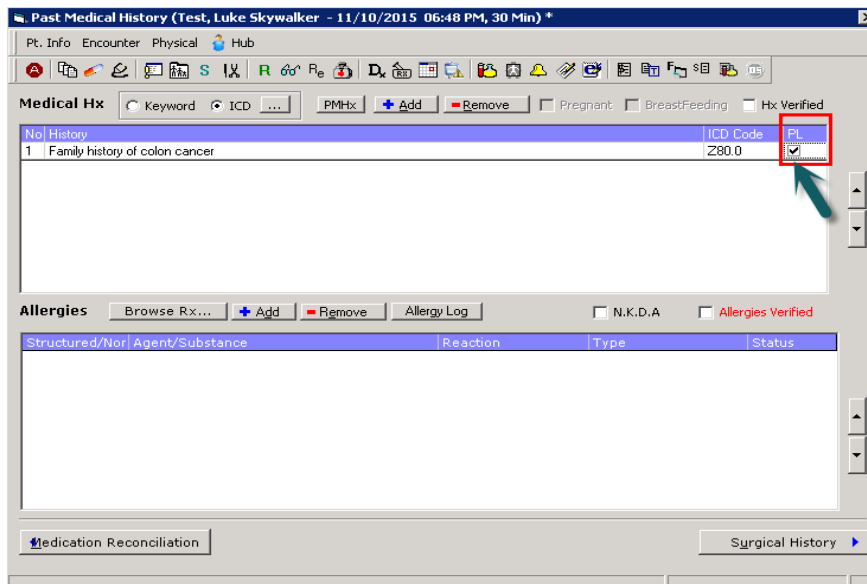 Past Medical History (Test, Luke Skywalker - 11/10/2015 06:48 PM, 30 Min) *
Pt. Info Encounter Physical Hub
S R Re Dx Rx
Medical Hx Keyword ICD ... PMHx Add Remove Pregnant BreastFeeding Hx Verified
No History ICD Code PL
1 Family history of colon cancer Z80.0
Allergies Browse Rx... Add Remove Allergy Log N.K.D.A Allergies Verified
Structured/Nor Agent/Substance Reaction Type Status
Medication Reconciliation Surgical History